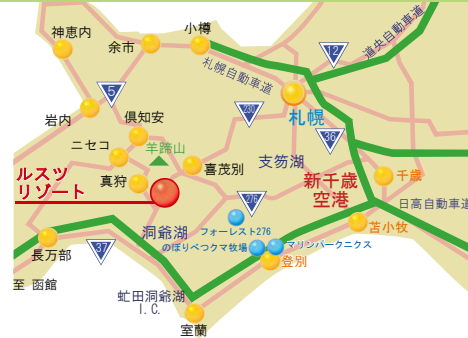 神恵内
余市
小樽
道央自動車道
12
札幌自動車道
5
札幌
岩内
倶知安
230
36
ニセコ
羊蹄山
支笏湖
喜茂別
ルスツ
リゾート
真狩
新千歳
空港
千歳
276
日高自動車道
洞爺湖
フォーレスト276
苫小牧
のぼりべつクマ牧場
マリンパークニクス
37
長万部
登別
至 函館
虻田洞爺湖
I.C.
室蘭